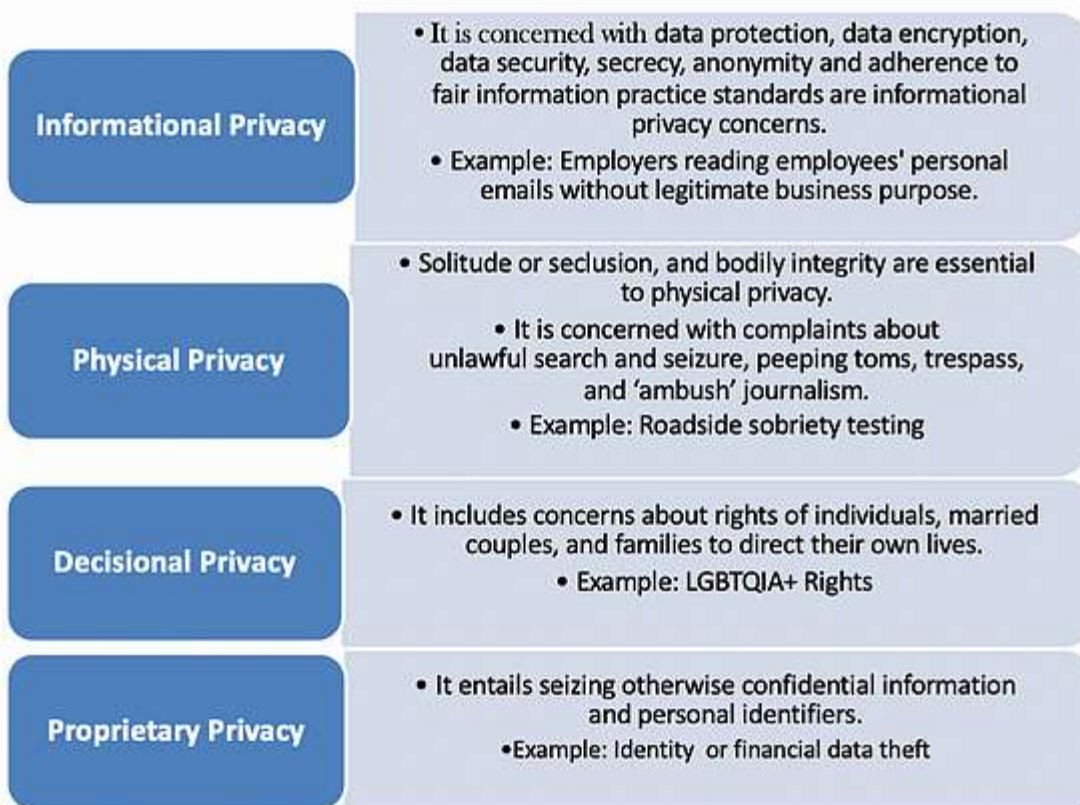 Informational Privacy
• It is concerned with data protection, data encryption,
data security, secrecy, anonymity and adherence to
fair information practice standards are informational
privacy concerns.
• Example: Employers reading employees' personal
emails without legitimate business purpose.
Physical Privacy
• Solitude or seclusion, and bodily integrity are essential
to physical privacy.
• It is concerned with complaints about
unlawful search and seizure, peeping toms, trespass,
and ‘ambush’ journalism.
• Example: Roadside sobriety testing
Decisional Privacy
• It includes concerns about rights of individuals, married
couples, and families to direct their own lives.
• Example: LGBTQIA+ Rights
Proprietary Privacy
• It entails seizing otherwise confidential information
and personal identifiers.
•Example: Identity or financial data theft